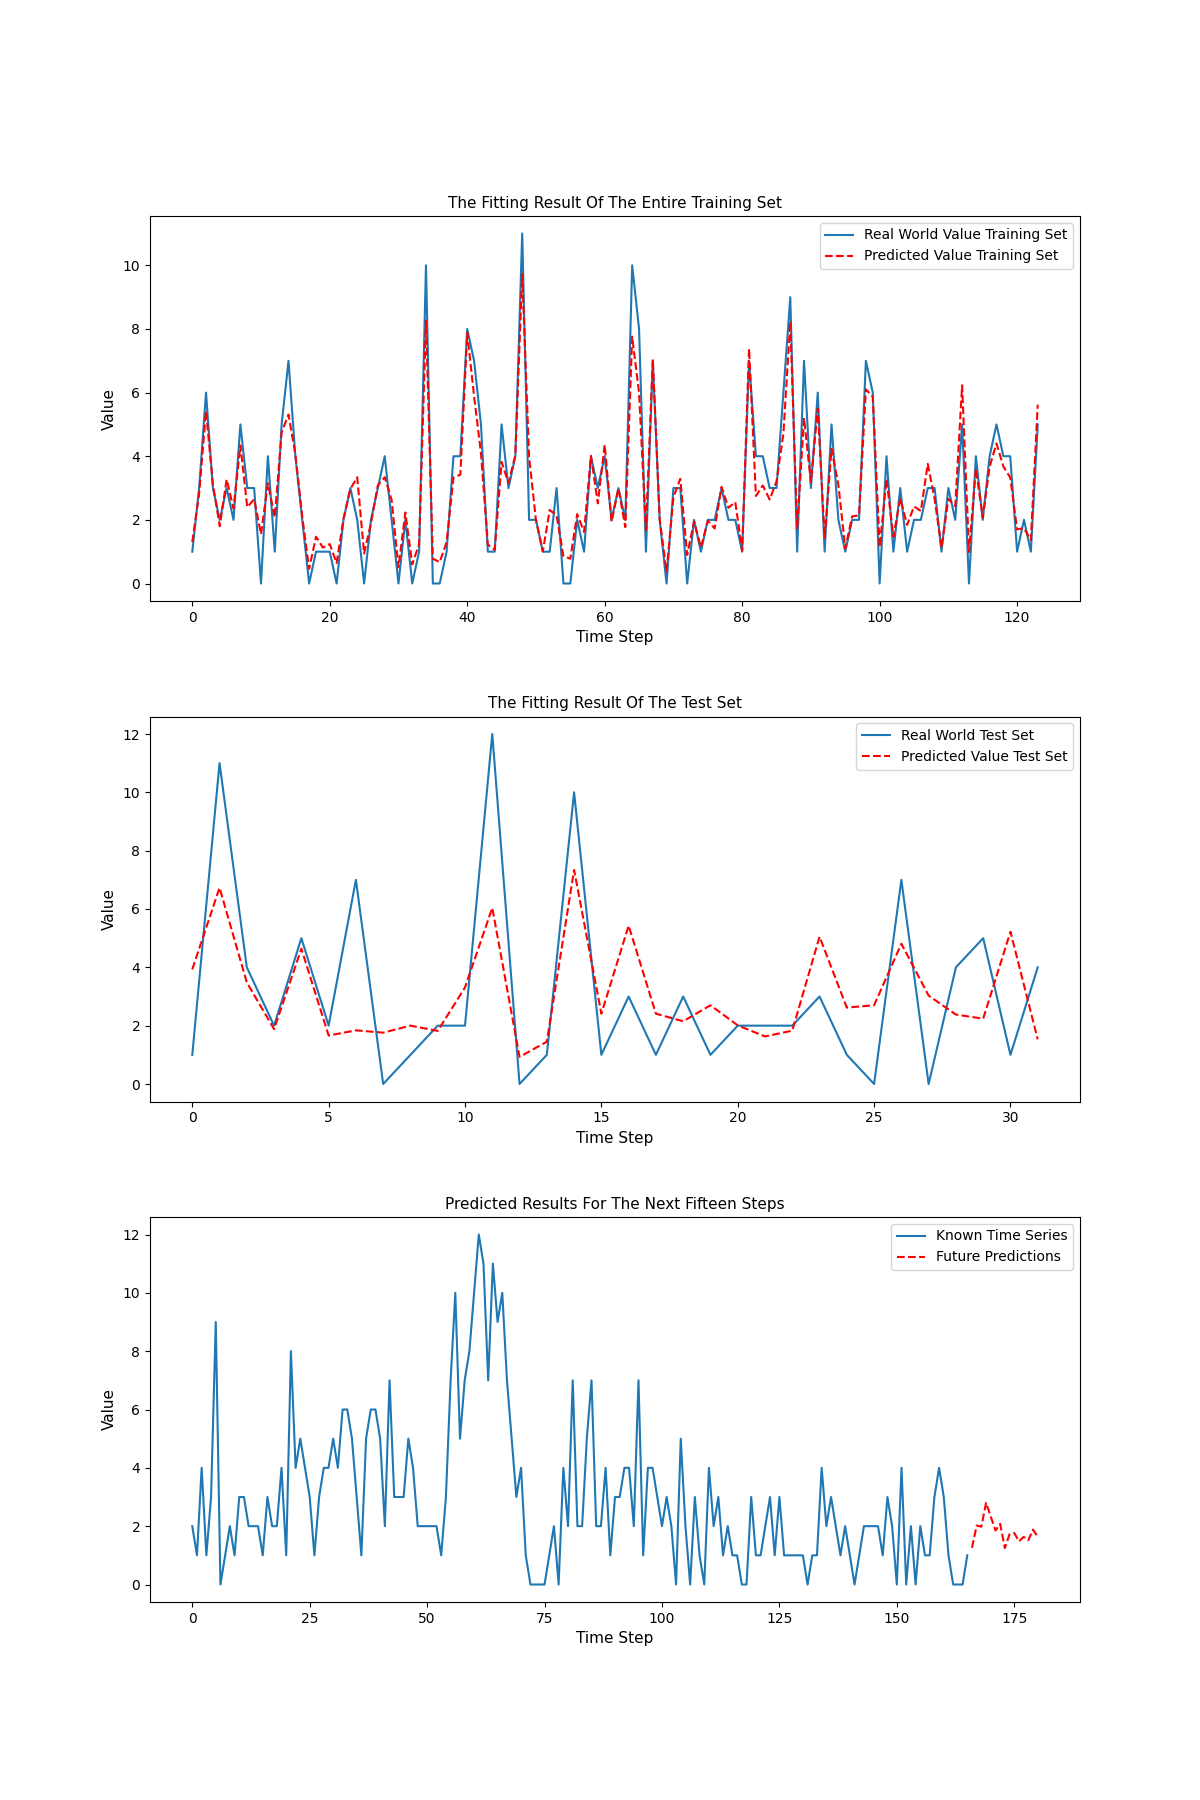 The Fitting Result Of The Entire Training Set
Real World Value Training Set
Predicted Value Training Set
Value
10
8
6
4
2
0
0 20 40 60 80 100 120
Time Step
The Fitting Result Of The Test Set
Real World Test Set
Predicted Value Test Set
Value
12
10
8
6
4
2
0
0 5 10 15 20 25 30
Time Step
Predicted Results For The Next Fifteen Steps
Known Time Series
Future Predictions
Value
12
10
8
6
4
2
0
0 25 50 75 100 125 150 175
Time Step